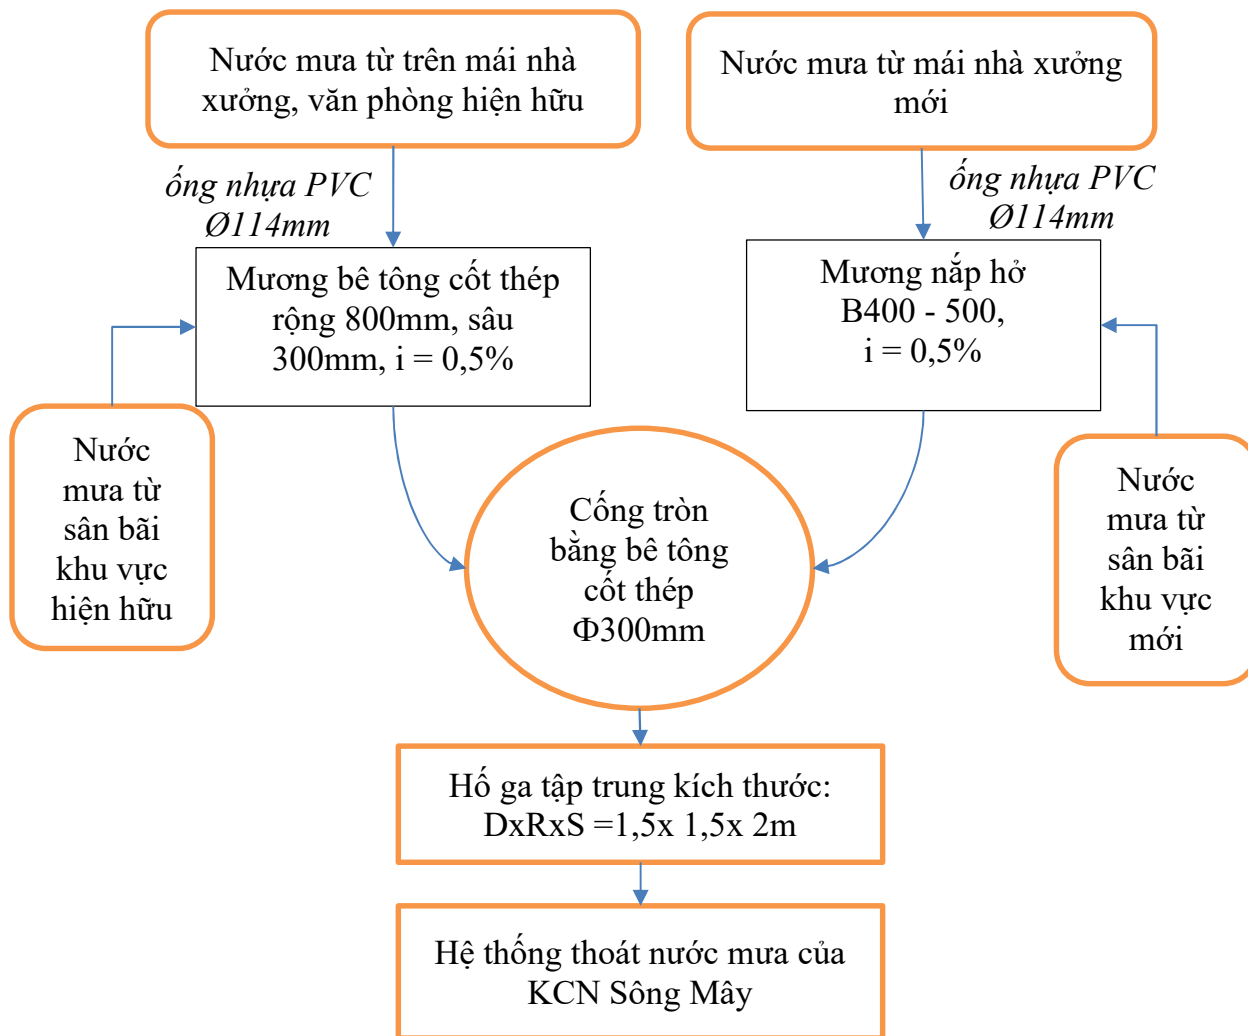 Nước mưa từ trên mái nhà
xưởng, văn phòng hiện hữu
Nước mưa từ mái nhà xưởng
mới
ống nhựa PVC
Ø114mm
ống nhựa PVC
Ø114mm
Mương bê tông cốt thép
rộng 800mm, sâu
300mm, i = 0,5%
Mương nắp hở
B400 - 500,
i = 0,5%
Nước
mưa từ
sân bãi
khu vực
hiện hữu
Cống tròn
bằng bê tông
cốt thép
Φ300mm
Nước
mưa từ
sân bãi
khu vực
mới
Hố ga tập trung kích thước:
DxRxS =1,5x 1,5x 2m
Hệ thống thoát nước mưa của
KCN Sông Mây